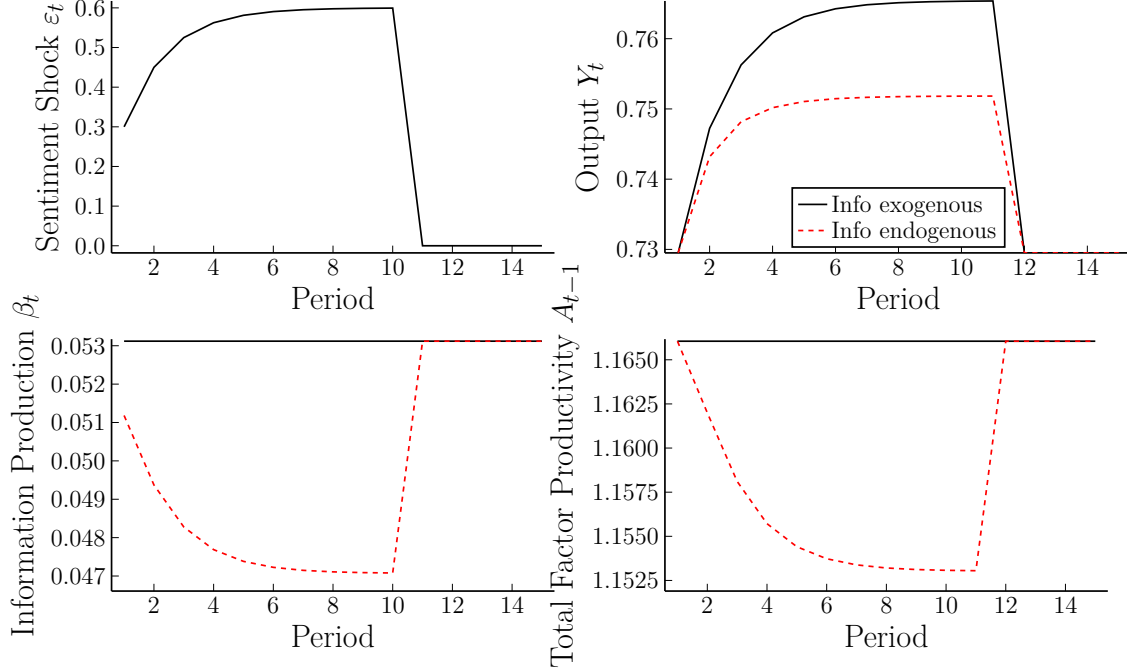 Sentiment Shock εt
0.6
0.5
0.4
0.3
0.2
0.1
0.0
2 4 6 8 10 12 14
Period
Output Yt
0.76
0.75
0.74
0.73
Info exogenous
Info endogenous
2 4 6 8 10 12 14
Period
Information Production βt
0.053
0.052
0.051
0.050
0.049
0.048
0.047
2 4 6 8 10 12 14
Period
Total Factor Productivity At−1
1.1650
1.1625
1.1600
1.1575
1.1550
1.1525
2 4 6 8 10 12 14
Period